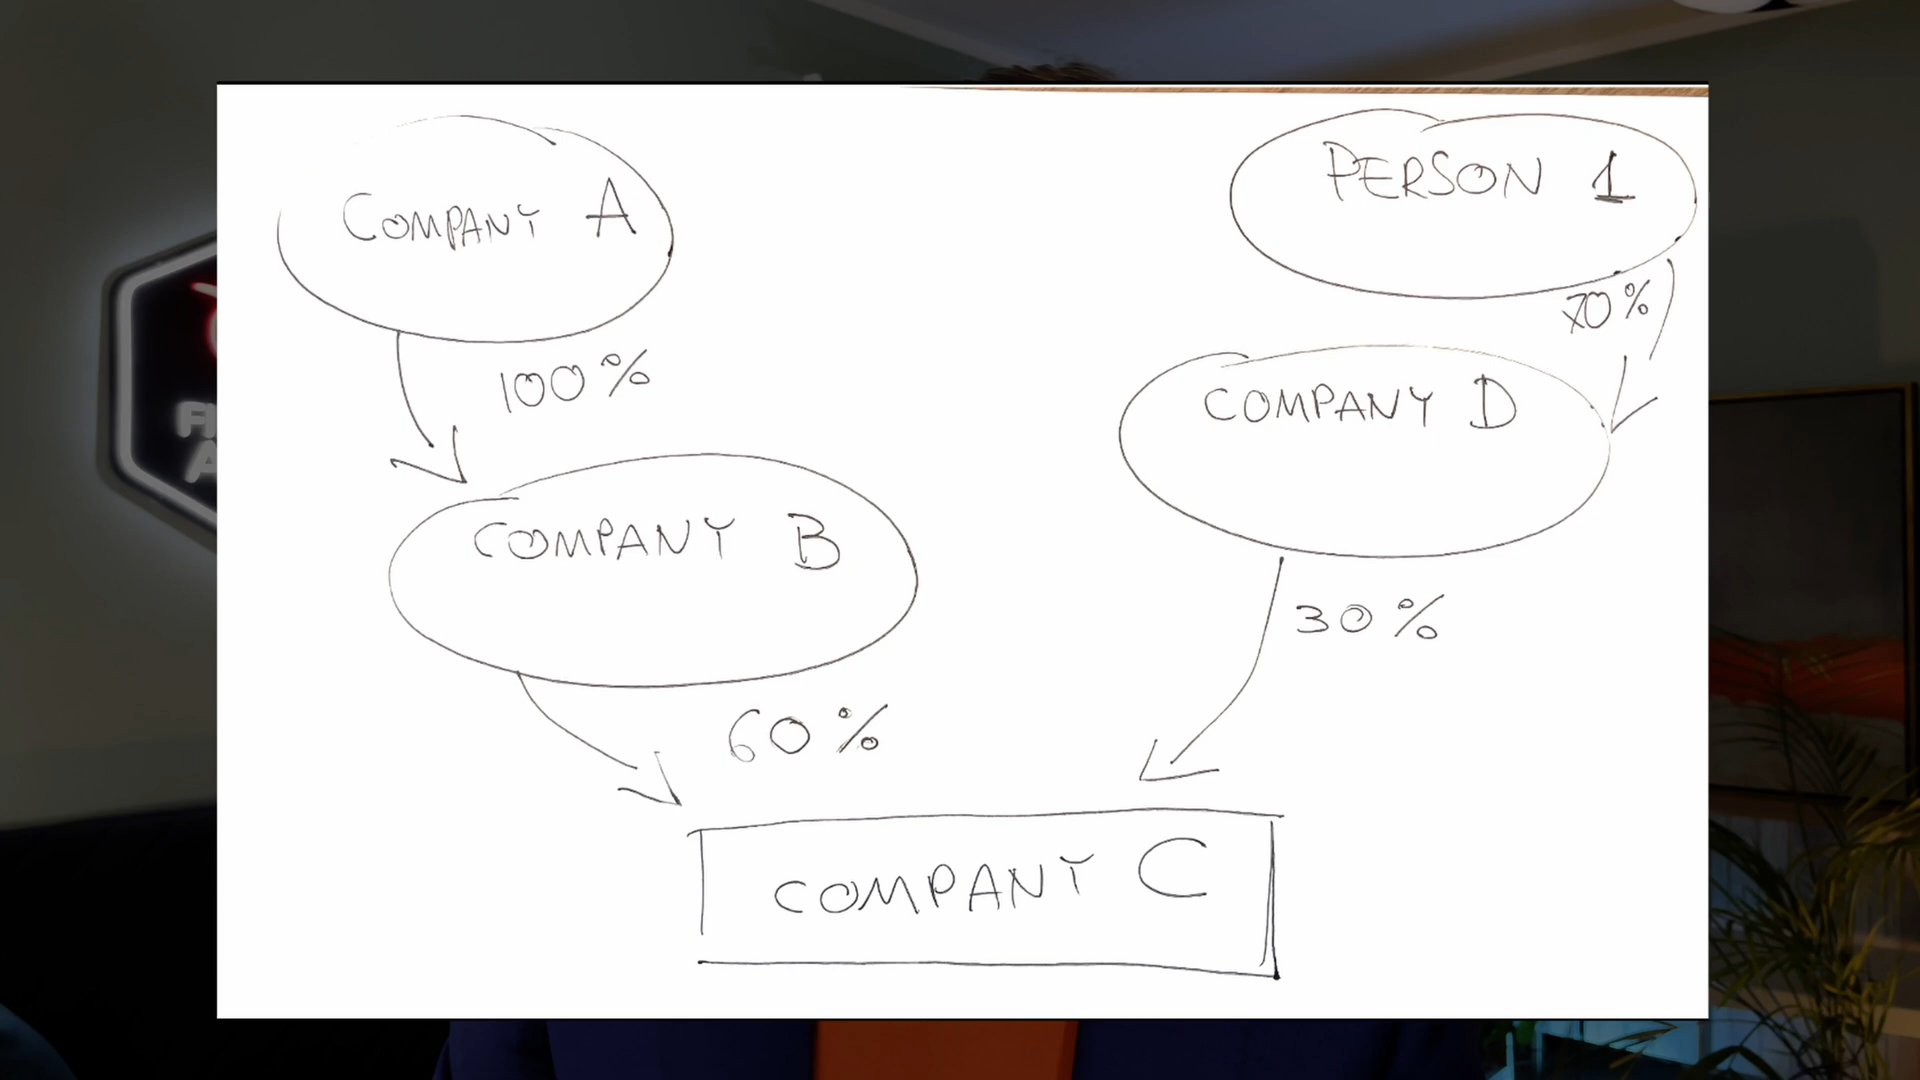 COMPANY A
100%
COMPANY B
60%
PERSON 1
70%
COMPANY D
30%
COMPANY C